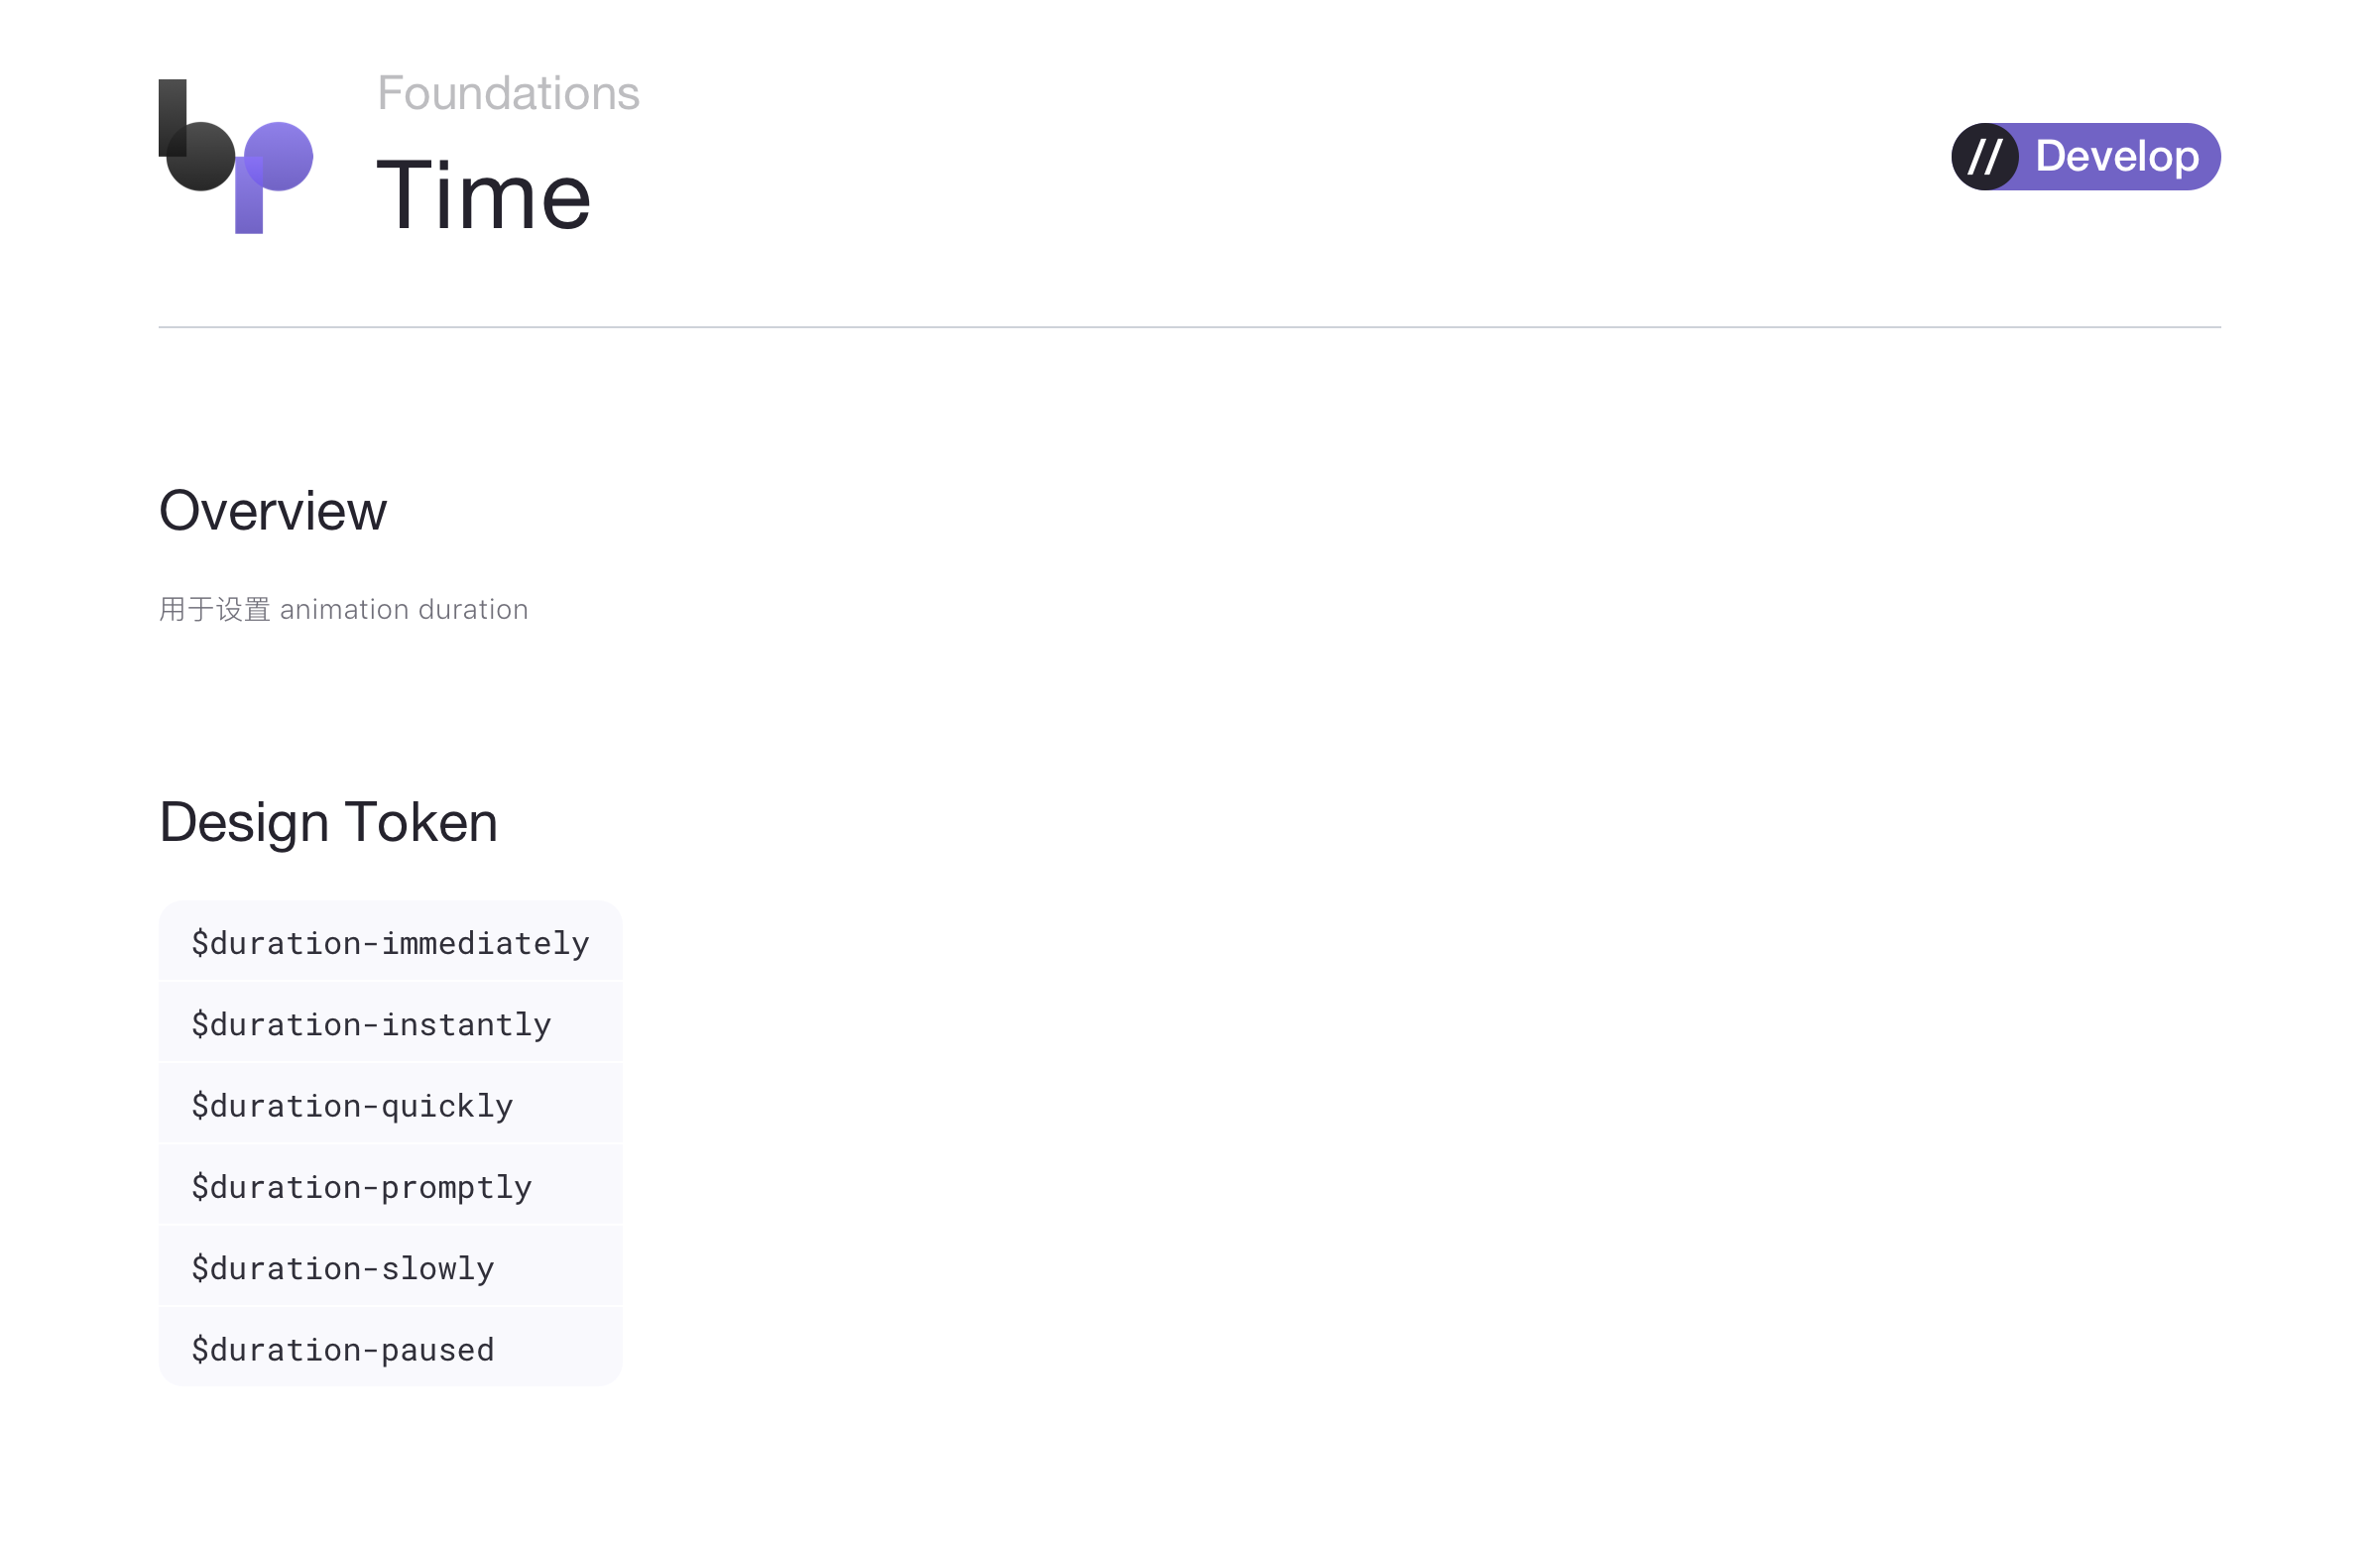 bp
Foundations
Time
// Develop
Overview
用于设置 animation duration
Design Token
$duration-immediately
$duration-instantly
$duration-quickly
$duration-promptly
$duration-slowly
$duration-paused